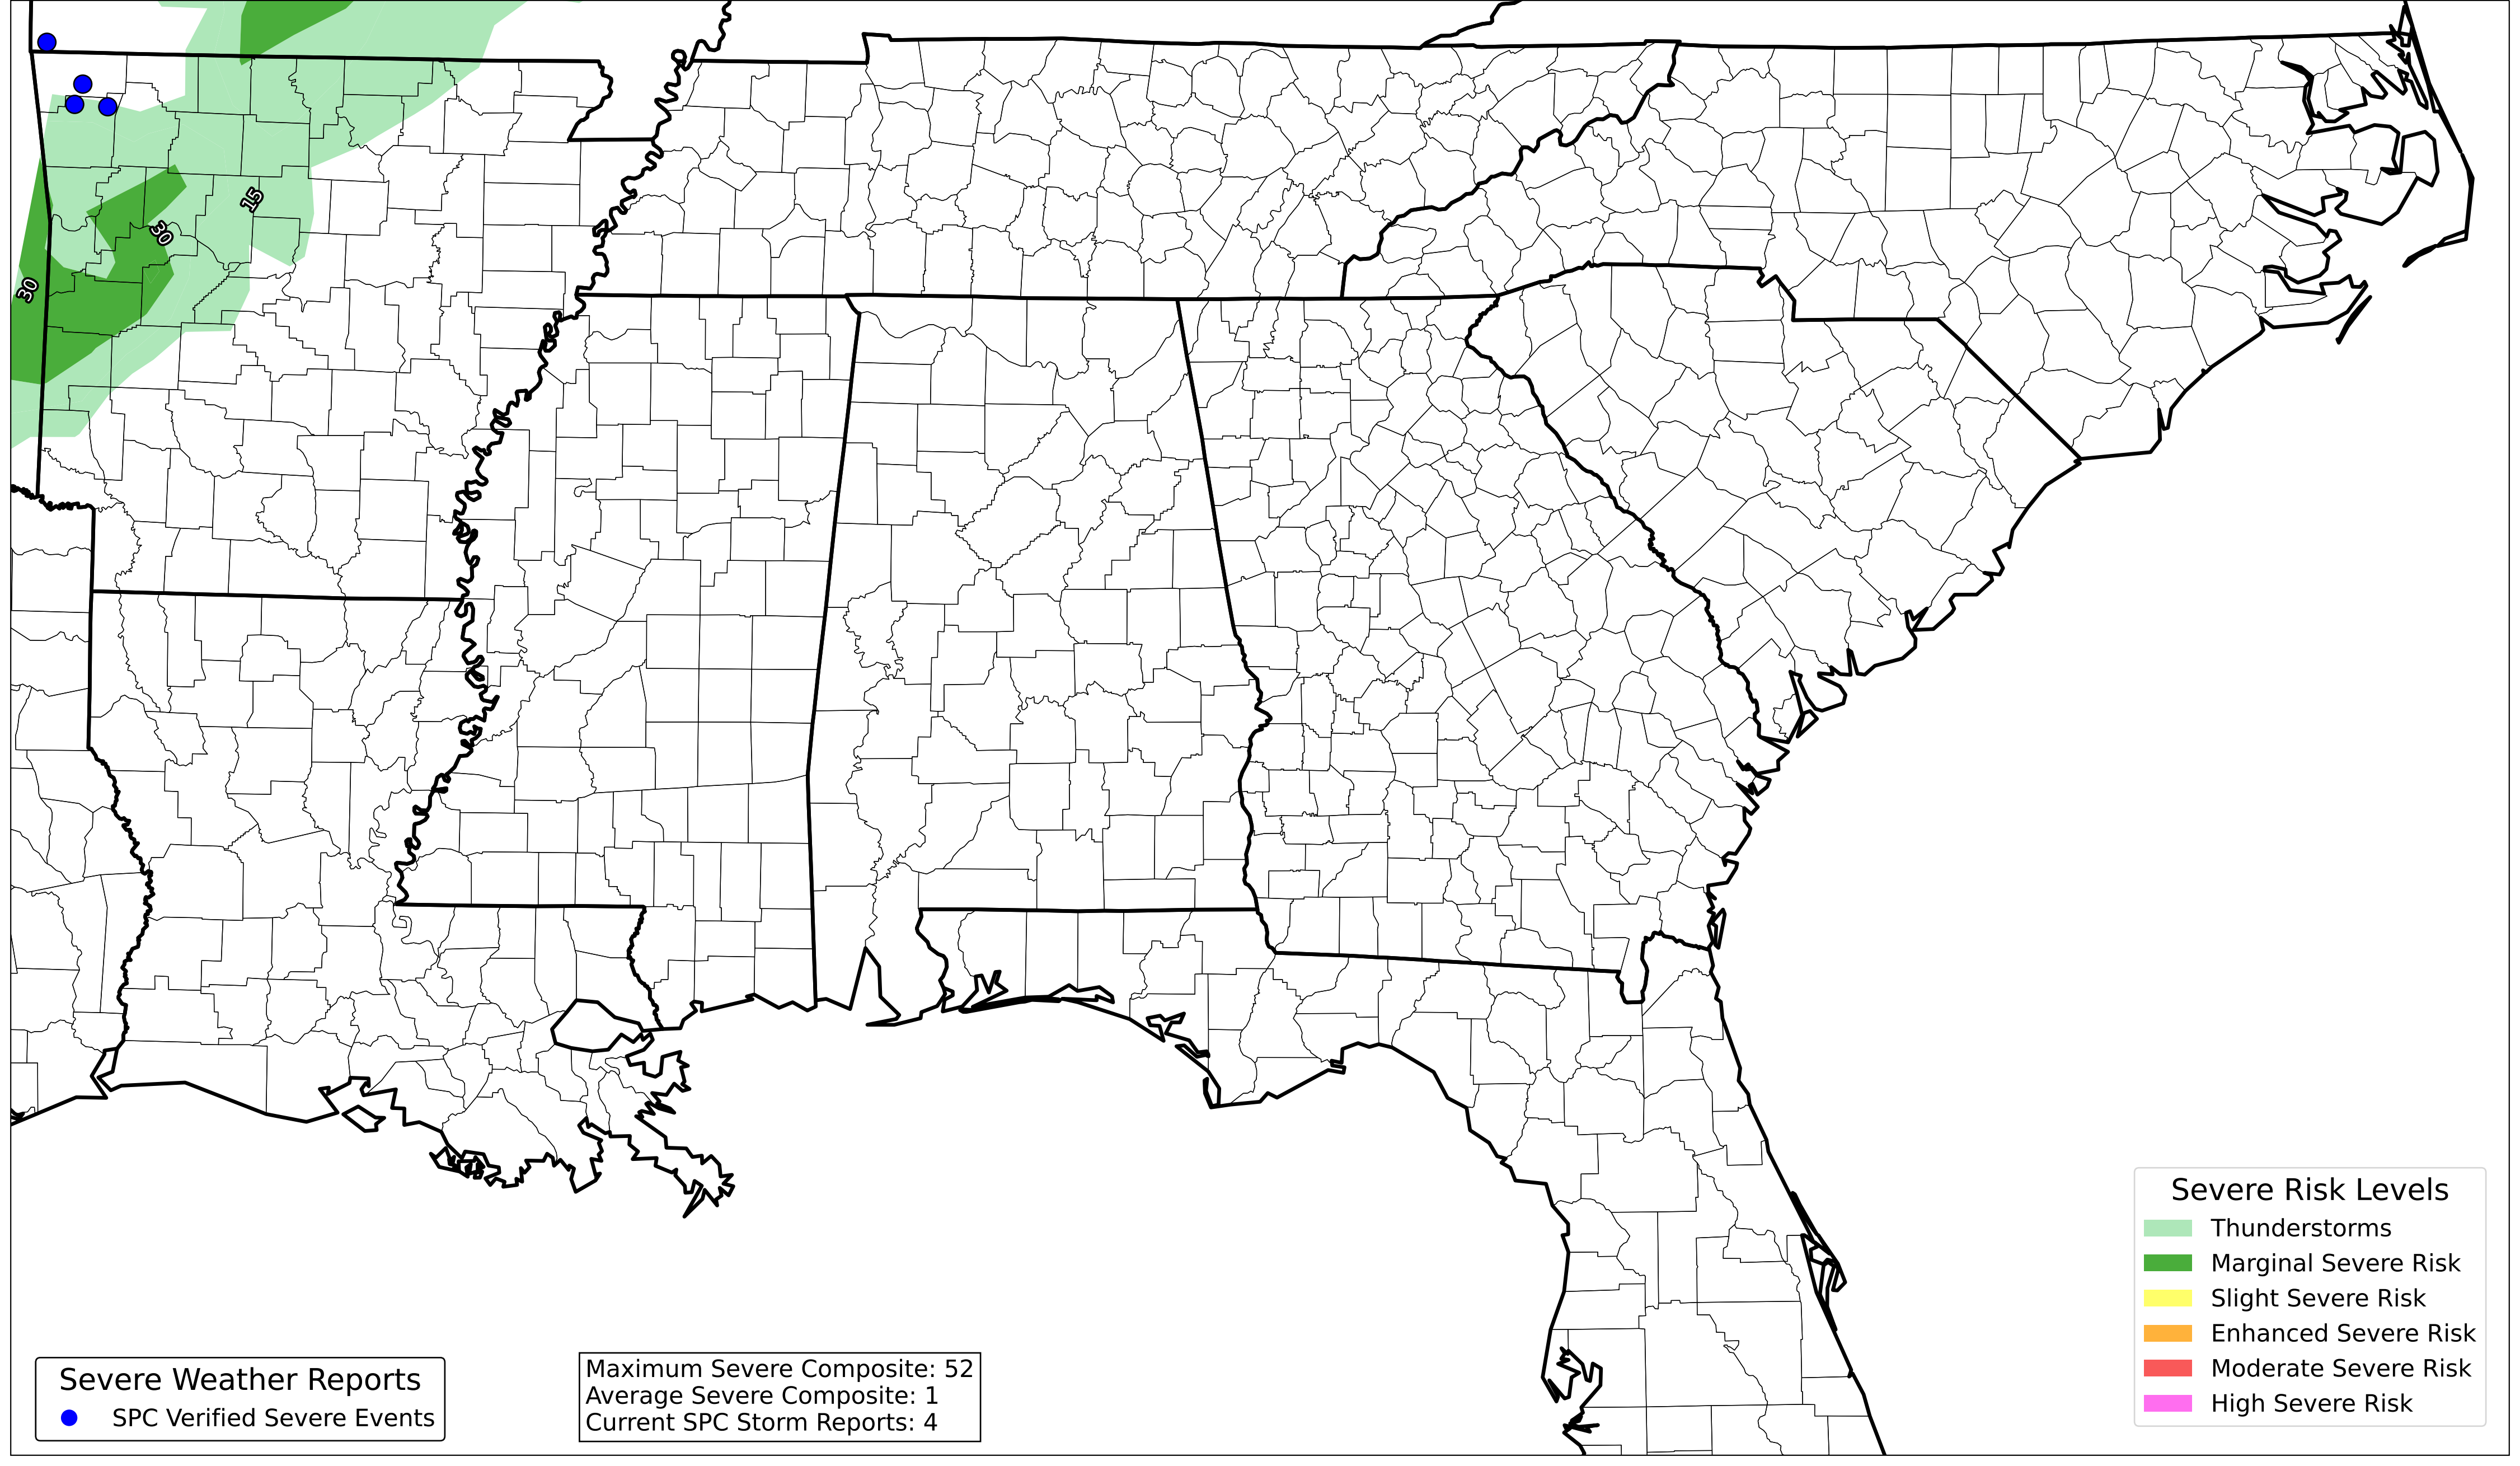 15
30
30
Severe Risk Levels
Thunderstorms
Marginal Severe Risk
Slight Severe Risk
Enhanced Severe Risk
Moderate Severe Risk
High Severe Risk
Severe Weather Reports
SPC Verified Severe Events
Maximum Severe Composite: 52
Average Severe Composite: 1
Current SPC Storm Reports: 4